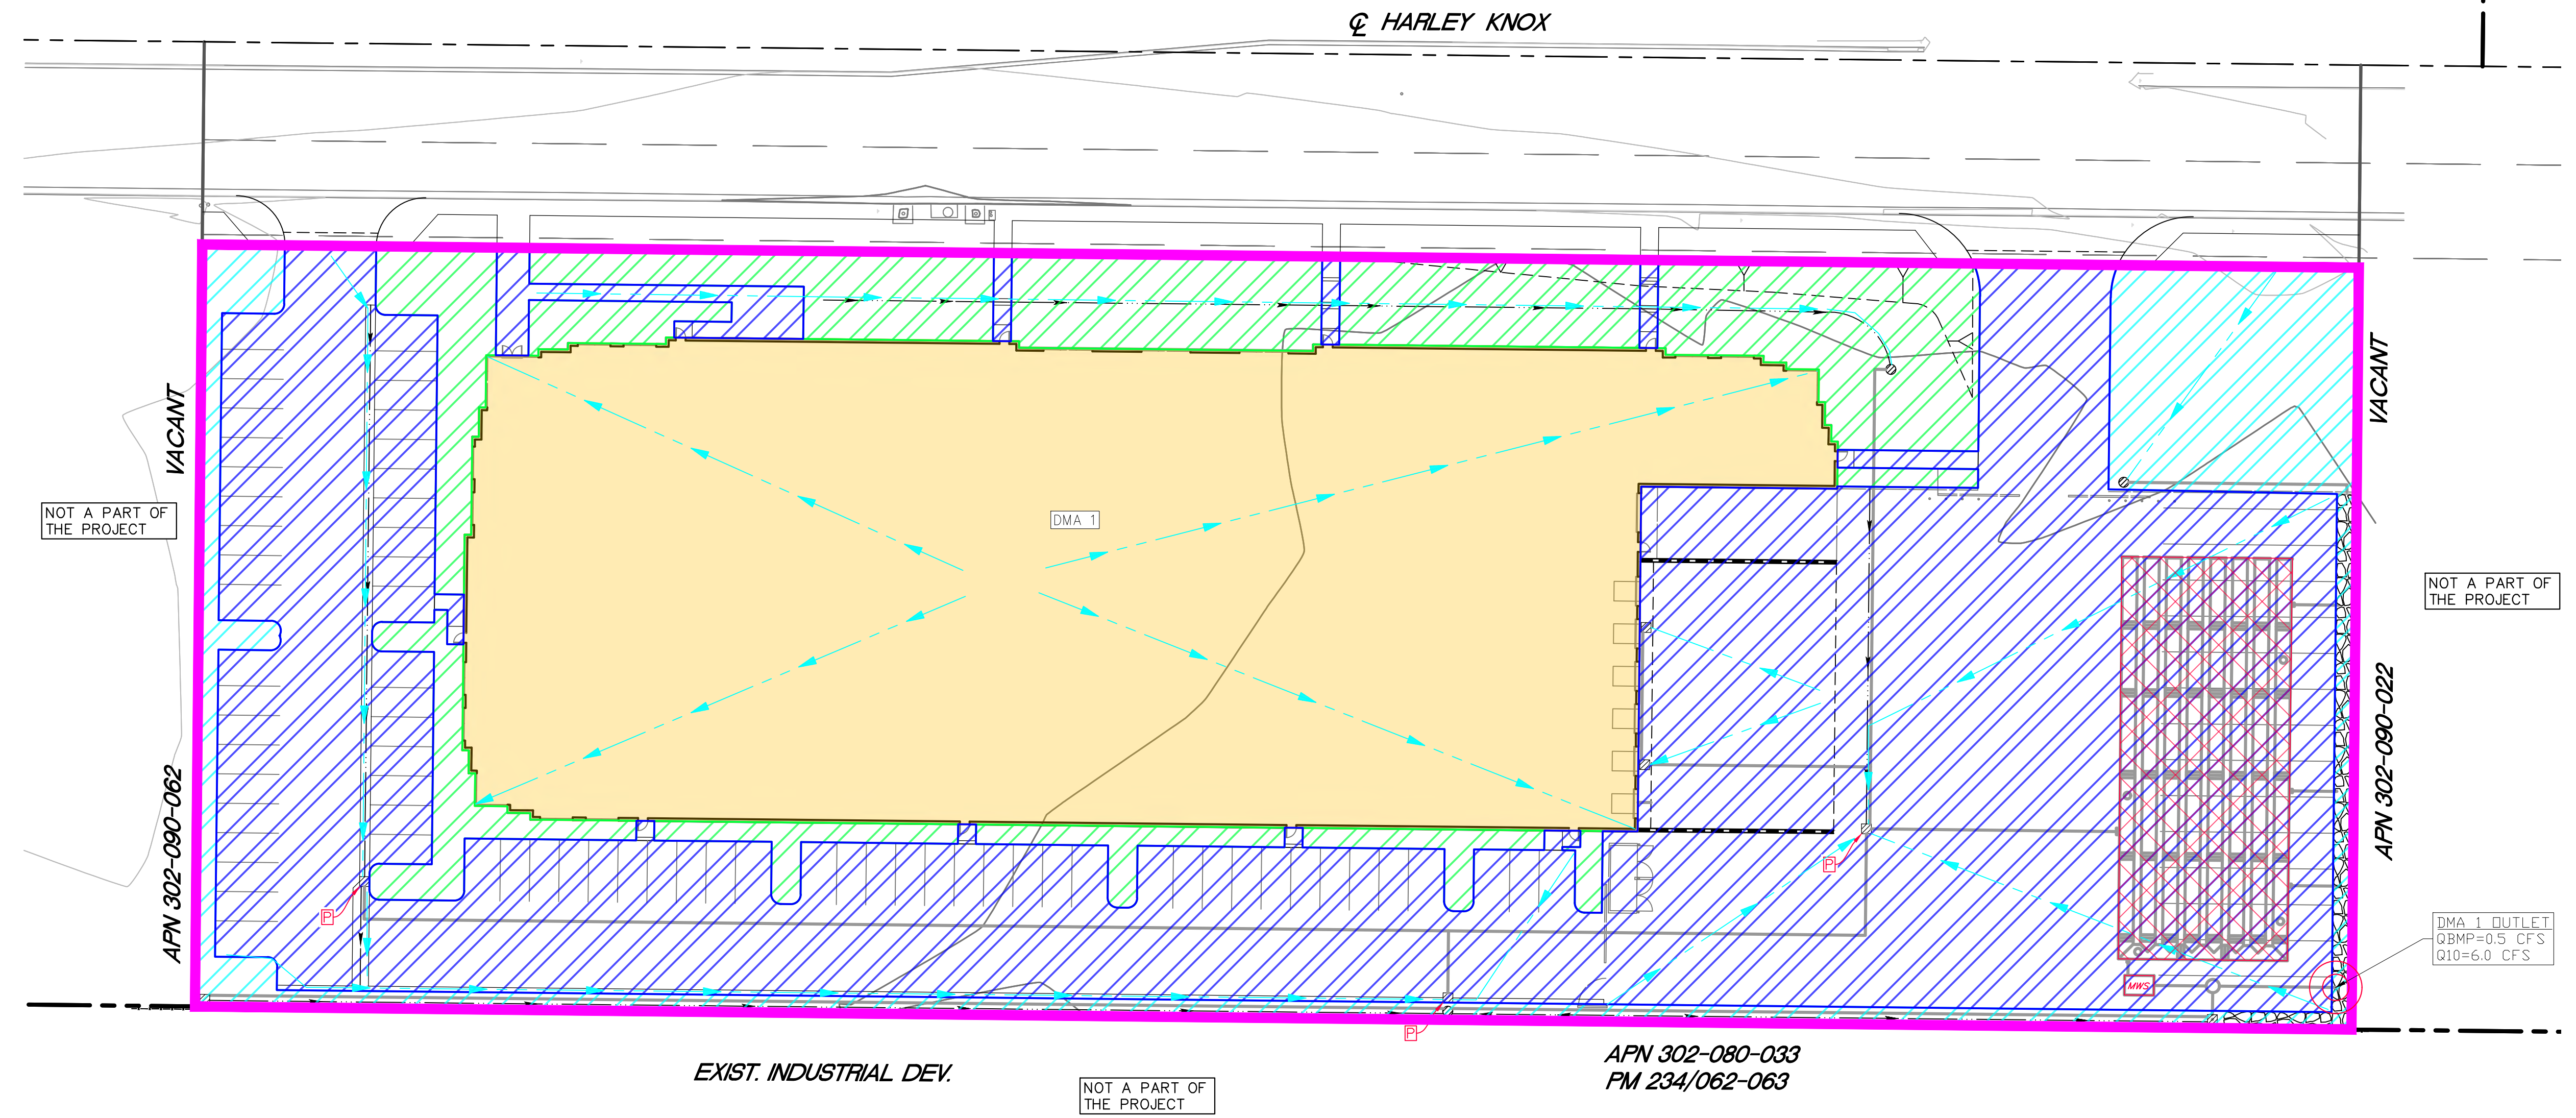 ℄ HARLEY KNOX
VACANT
VACANT
NOT A PART OF
THE PROJECT
DMA 1
NOT A PART OF
THE PROJECT
APN 302-090-062
APN 302-090-022
P
P
P
MWS
DMA 1 OUTLET
QBMP=0.5 CFS
Q10=6.0 CFS
EXIST. INDUSTRIAL DEV.
APN 302-080-033
PM 234/062-063
NOT A PART OF
THE PROJECT